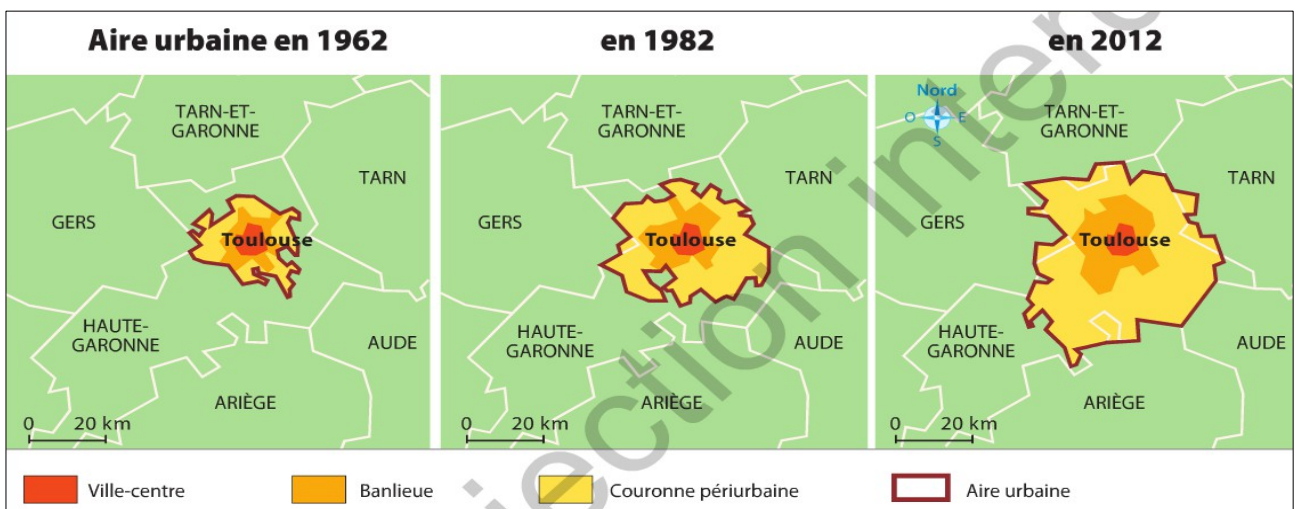 Aire urbaine en 1962
en 1982
en 2012
TARN-ET-
GARONNE
TARN
GERS
Toulouse
HAUTE-
GARONNE
AUDE
ARIÈGE
0 20 km
TARN-ET-
GARONNE
TARN
GERS
Toulouse
HAUTE-
GARONNE
AUDE
ARIÈGE
0 20 km
Nord
O E
S
TARN-ET-
GARONNE
TARN
GERS
Toulouse
HAUTE-
GARONNE
AUDE
ARIÈGE
0 20 km
Ville-centre
Banlieue
Couronne périurbaine
Aire urbaine